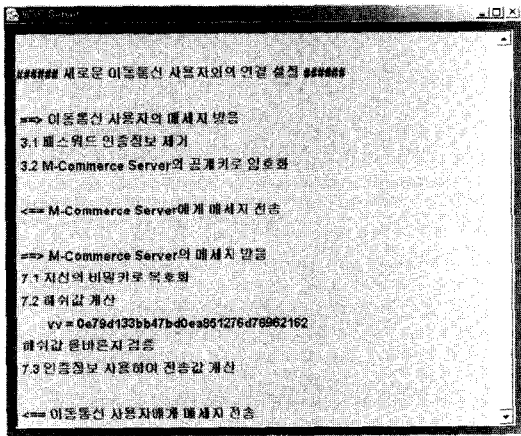 ###### 새로운 이동통신 사용자와의 연결 설정 ######
==> 이동통신 사용자의 메세지 받음
3.1 패스워드 인증정보 제거
3.2 M-Commerce Server의 공개키로 암호화
<== M-Commerce Server에게 메세지 전송
==> M-Commerce Server의 메세지 받음
7.1 자신의 비밀키로 복호화
7.2 해쉬값 계산
vv = 0e79d133bb47bd0ea851276d76962162
해쉬값 올바른지 검증
7.3 인증정보 사용하여 전송값 계산
<== 이동통신 사용자에게 메세지 전송